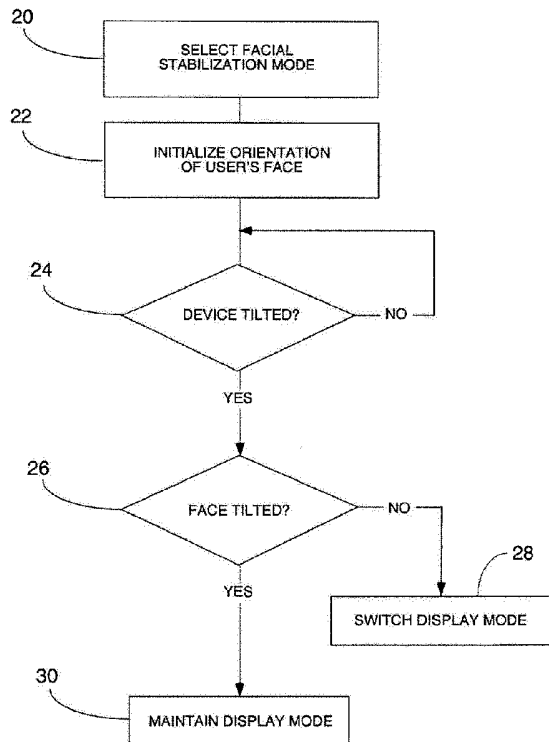 20
SELECT FACIAL
STABILIZATION MODE
22
INITIALIZE ORIENTATION
OF USER'S FACE
24
DEVICE TILTED?
NO
YES
26
FACE TILTED?
NO
28
YES
SWITCH DISPLAY MODE
30
MAINTAIN DISPLAY MODE